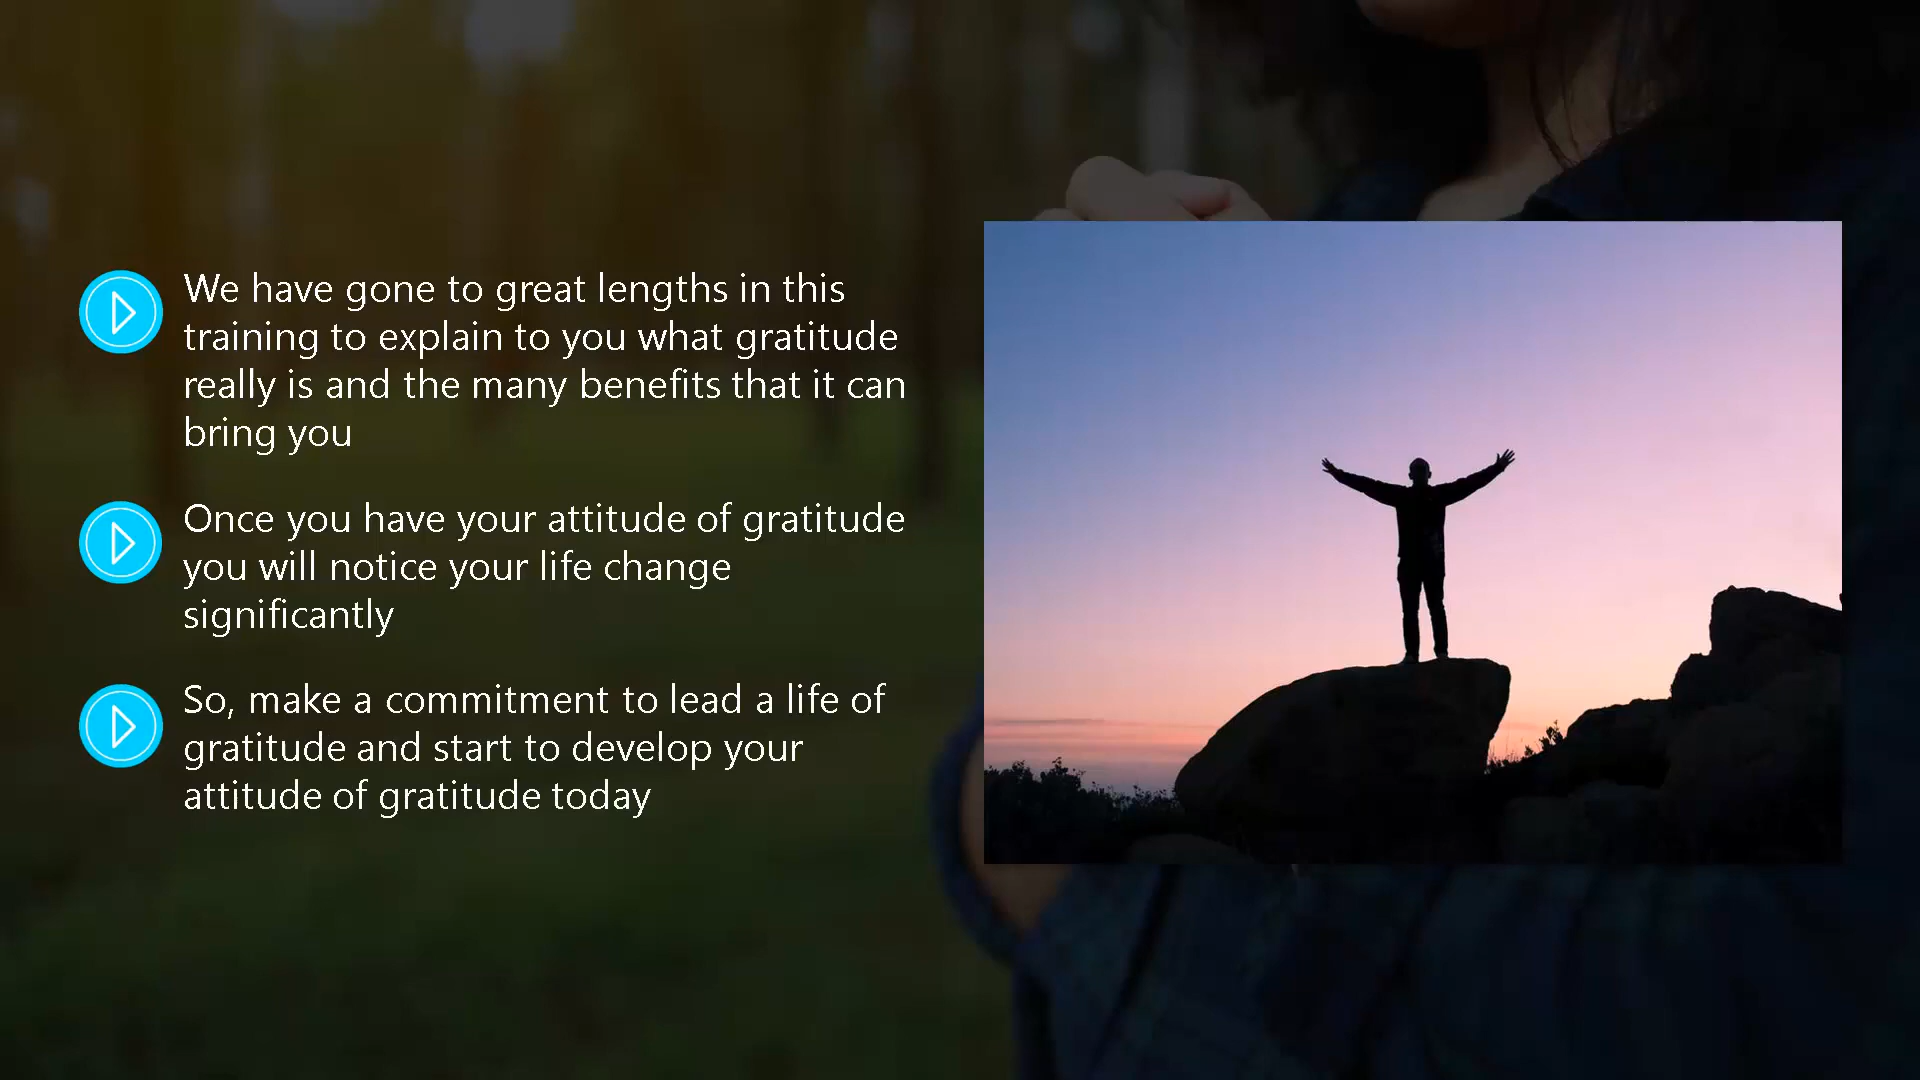 We have gone to great lengths in this
training to explain to you what gratitude
really is and the many benefits that it can
bring you
Once you have your attitude of gratitude
you will notice your life change
significantly
So, make a commitment to lead a life of
gratitude and start to develop your
attitude of gratitude today